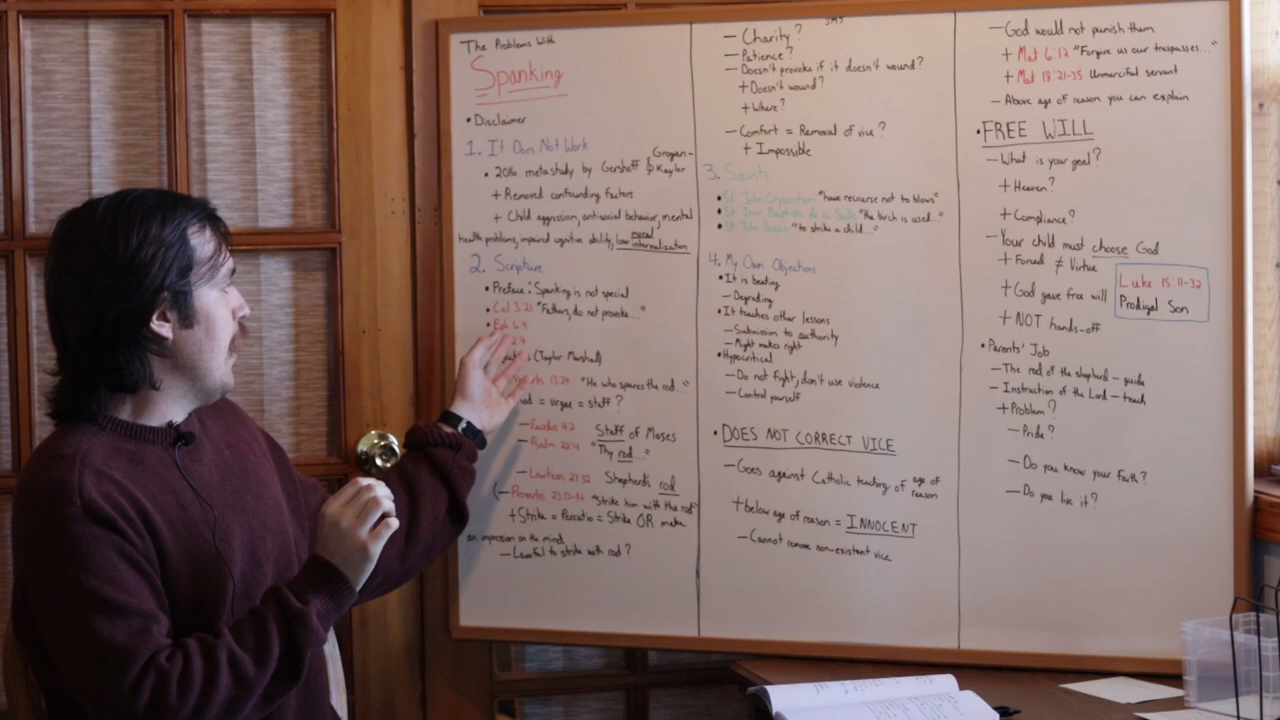 The Problems With
Spanking
• Disclaimer
1. It Does Not Work
• 2016 metastudy by Gershoff & Grogan-Kaylor
+ Removed confounding factors
+ Child aggression, antisocial behavior, mental
health problems, impaired cognitive ability, low moral internalization
2. Scripture
• Preface: Spanking is not special
• Col 3:21 "Fathers, do not provoke..."
• Eph 6:4
(Taylor Marshall)
13:24 "He who spares the rod..."
= virgae = staff?
– Exodus 4:2 Staff of Moses
– Psalm 22:4 "Thy rod..."
– Leviticus 27:32 Shepherd's rod
(– Proverbs 23:13-14 "Strike him with the rod"
+ Strike = Percutio = Strike OR make
an impression on the mind
– Lawful to strike with rod?
– Charity?
– Patience?
– Doesn't provoke if it doesn't wound?
+ Doesn't wound?
+ Where?
– Comfort = Removal of vice?
+ Impossible
3. Saints
• St. John Crysostom "have recourse not to blows"
• St. Jean Baptiste de la Salle "the birch is used..."
• St John Bosco "to strike a child..."
4. My Own Objections
• It is beating
– Degrading
• It teaches other lessons
– Submission to authority
– Might makes right
• Hypocritical
– Do not fight, don't use violence
– Control yourself
• DOES NOT CORRECT VICE
– Goes against Catholic teaching of age of reason
+ below age of reason = INNOCENT
– Cannot remove non-existent vice
– God would not punish them
+ Mat 6:12 "Forgive us our trespasses..."
+ Mat 18:21-35 Unmerciful servant
– Above age of reason you can explain
• FREE WILL
– What is your goal?
+ Heaven?
+ Compliance?
– Your child must choose God
+ Forced ≠ Virtue
+ God gave free will
+ NOT hands-off
Luke 15:11-32
Prodigal Son
• Parents' Job
– The rod of the shepherd – guide
– Instruction of the Lord – teach
+ Problem?
– Pride?
– Do you know your faith?
– Do you live it?